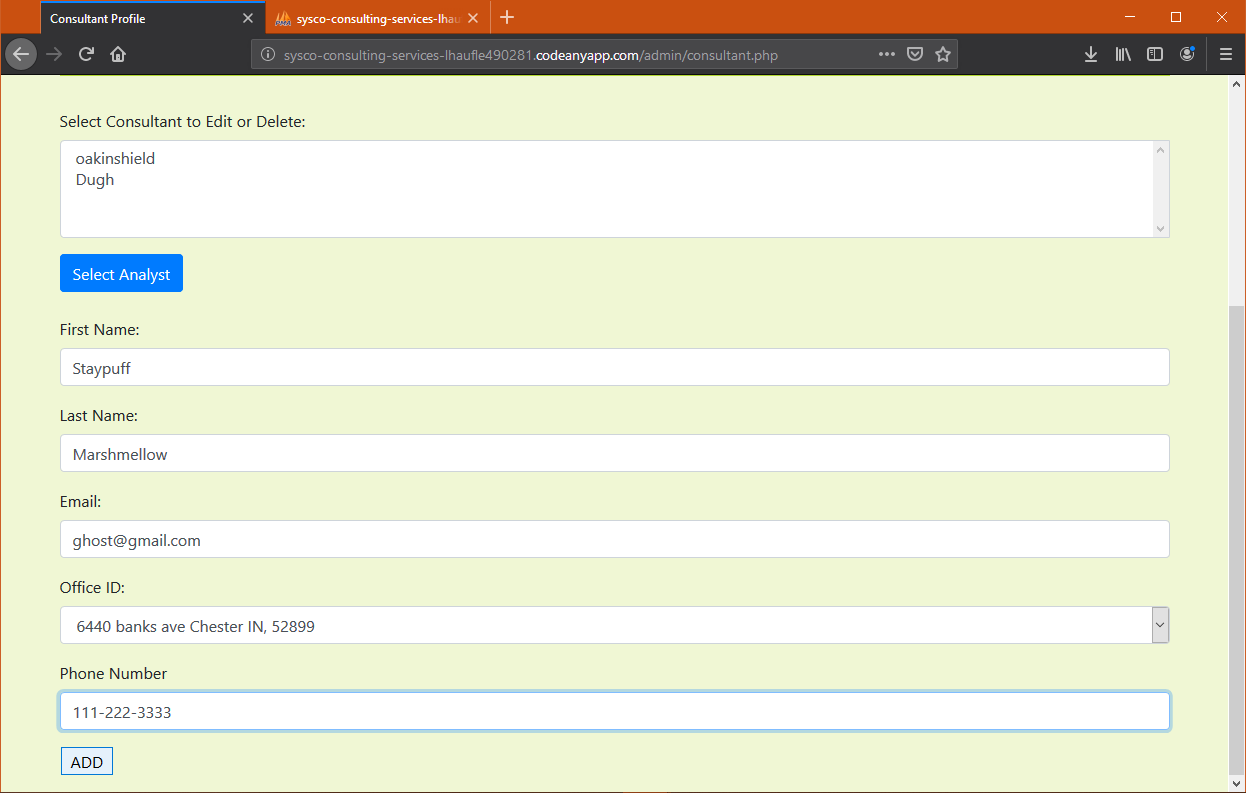 Consultant Profile
sysco-consulting-services-lhau
sysco-consulting-services-lhaufle490281.codeanyapp.com/admin/consultant.php
Select Consultant to Edit or Delete:
oakinshield
Dugh
Select Analyst
First Name:
Staypuff
Last Name:
Marshmellow
Email:
ghost@gmail.com
Office ID:
6440 banks ave Chester IN, 52899
Phone Number
111-222-3333
ADD